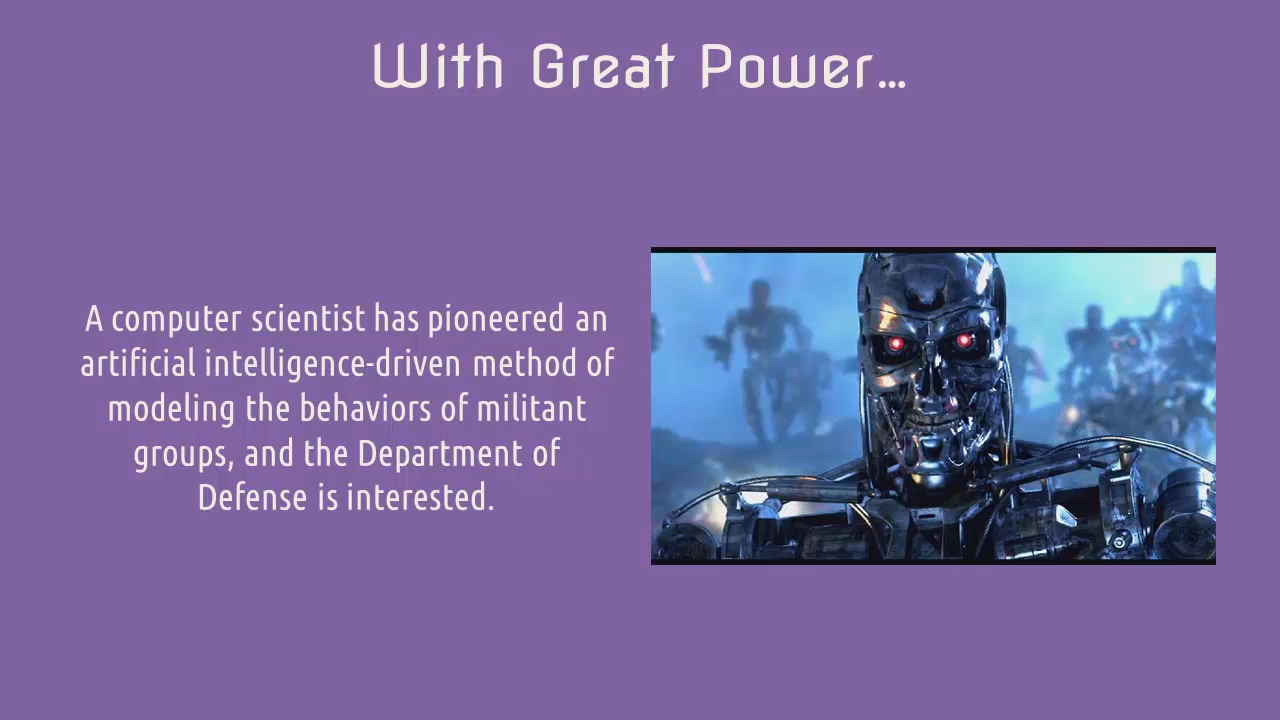 With Great Power...
A computer scientist has pioneered an
artificial intelligence-driven method of
modeling the behaviors of militant
groups, and the Department of
Defense is interested.